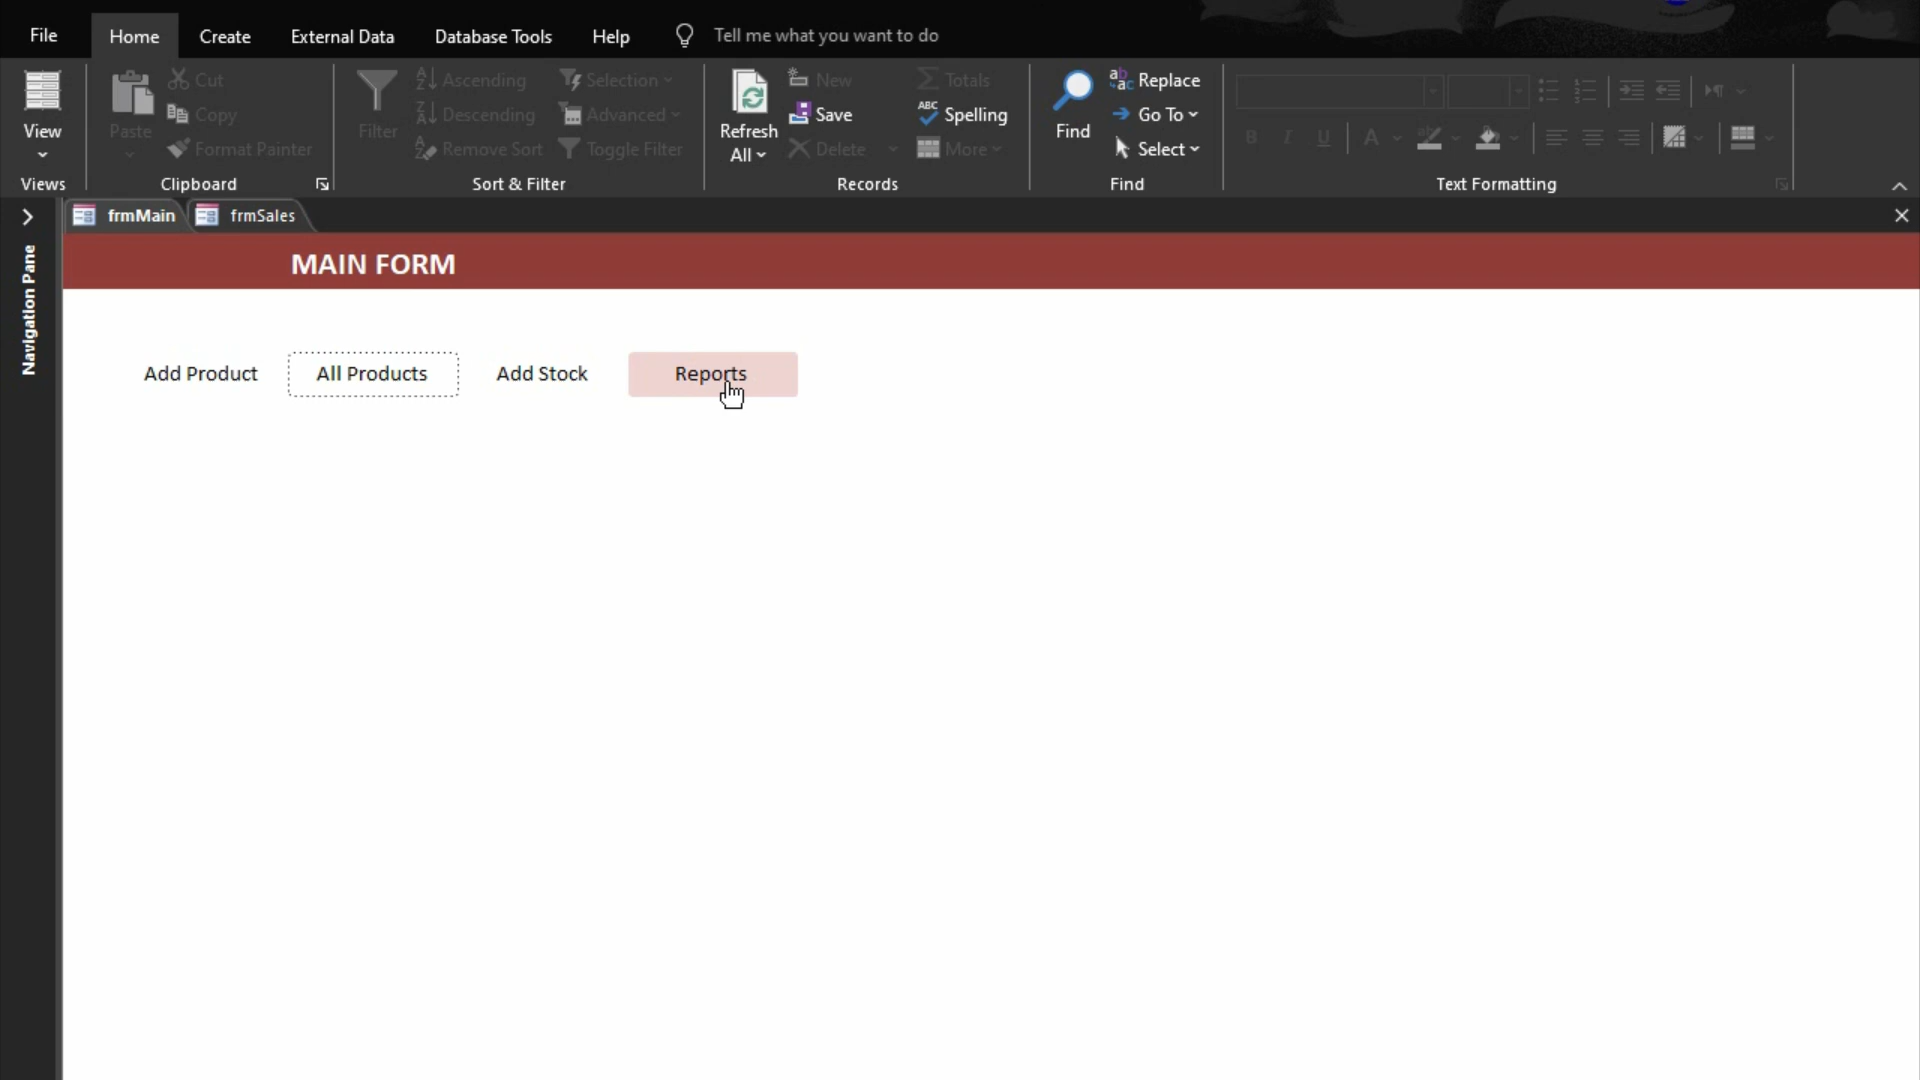 File Home Create External Data Database Tools Help Tell me what you want to do
View
Views
Paste
Cut
Copy
Format Painter
Clipboard
Filter
Ascending
Descending
Remove Sort
Selection
Advanced
Toggle Filter
Sort & Filter
Refresh
All
New
Save
Delete
Totals
Spelling
More
Records
Find
Replace
Go To
Select
Find
B I U A
Text Formatting
frmMain frmSales
Navigation Pane
MAIN FORM
Add Product All Products Add Stock Reports